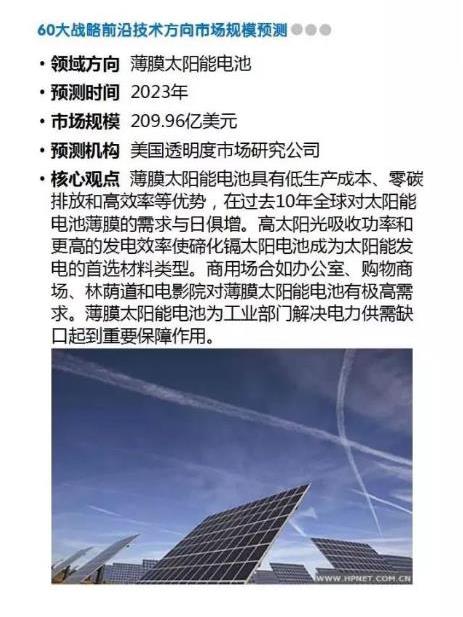 60大战略前沿技术方向市场规模预测
• 领域方向 薄膜太阳能电池
• 预测时间 2023年
• 市场规模 209.96亿美元
• 预测机构 美国透明度市场研究公司
• 核心观点 薄膜太阳能电池具有低生产成本、零碳
排放和高效率等优势，在过去10年全球对太阳能
电池薄膜的需求与日俱增。高太阳光吸收功率和
更高的发电效率使碲化镉太阳电池成为太阳能发
电的首选材料类型。商用场合如办公室、购物商
场、林荫道和电影院对薄膜太阳能电池有极高需
求。薄膜太阳能电池为工业部门解决电力供需缺
口起到重要保障作用。
WWW.HPNET.COM.CN